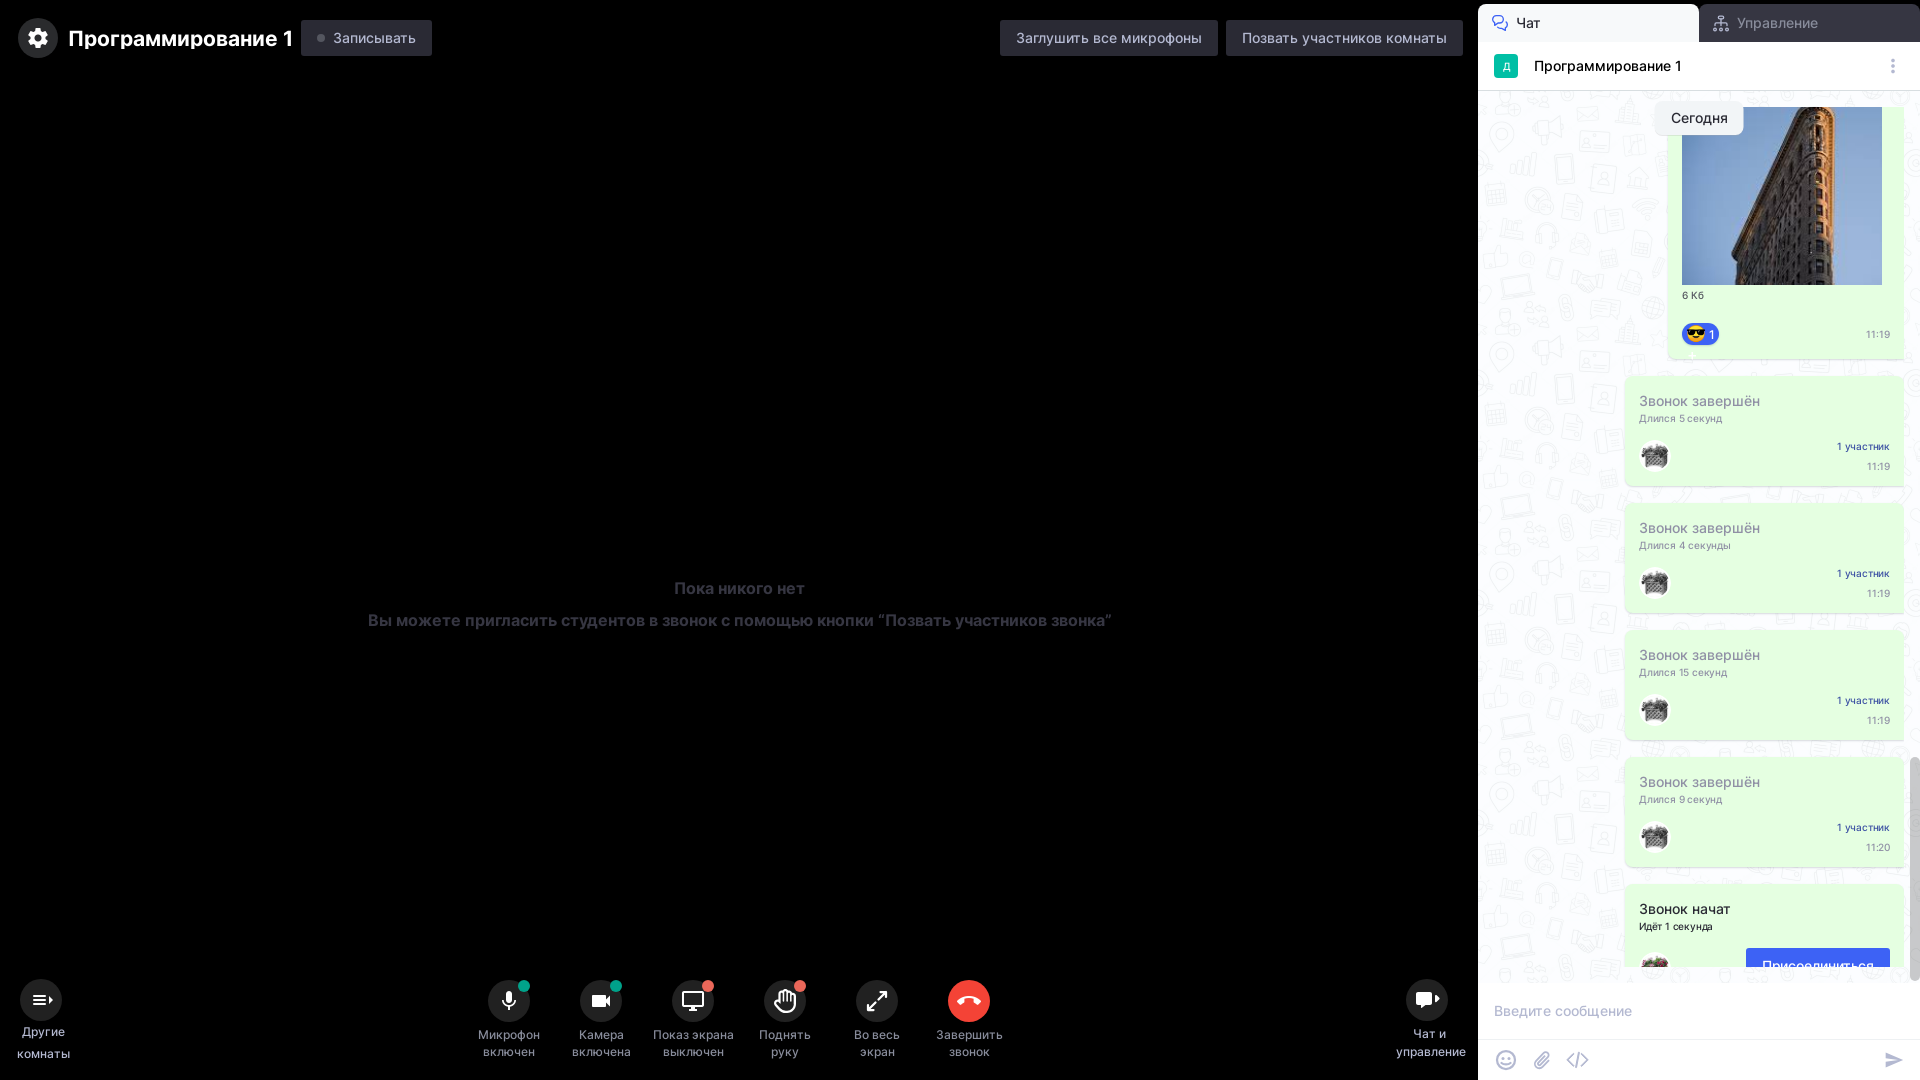 Программирование 1
Записывать
Заглушить все микрофоны
Позвать участников комнаты
Чат
Управление
Д
Программирование 1
Сегодня
6 Кб
1
11:19
Звонок завершён
Длился 5 секунд
1 участник
11:19
Звонок завершён
Длился 4 секунды
1 участник
11:19
Звонок завершён
Длился 15 секунд
1 участник
11:19
Звонок завершён
Длился 9 секунд
1 участник
11:20
Звонок начат
Идёт 1 секунда
Присоединиться
Пока никого нет
Вы можете пригласить студентов в звонок с помощью кнопки “Позвать участников звонка”
Другие
комнаты
Микрофон
включен
Камера
включена
Показ экрана
выключен
Поднять
руку
Во весь
экран
Завершить
звонок
Чат и
управление
Введите сообщение